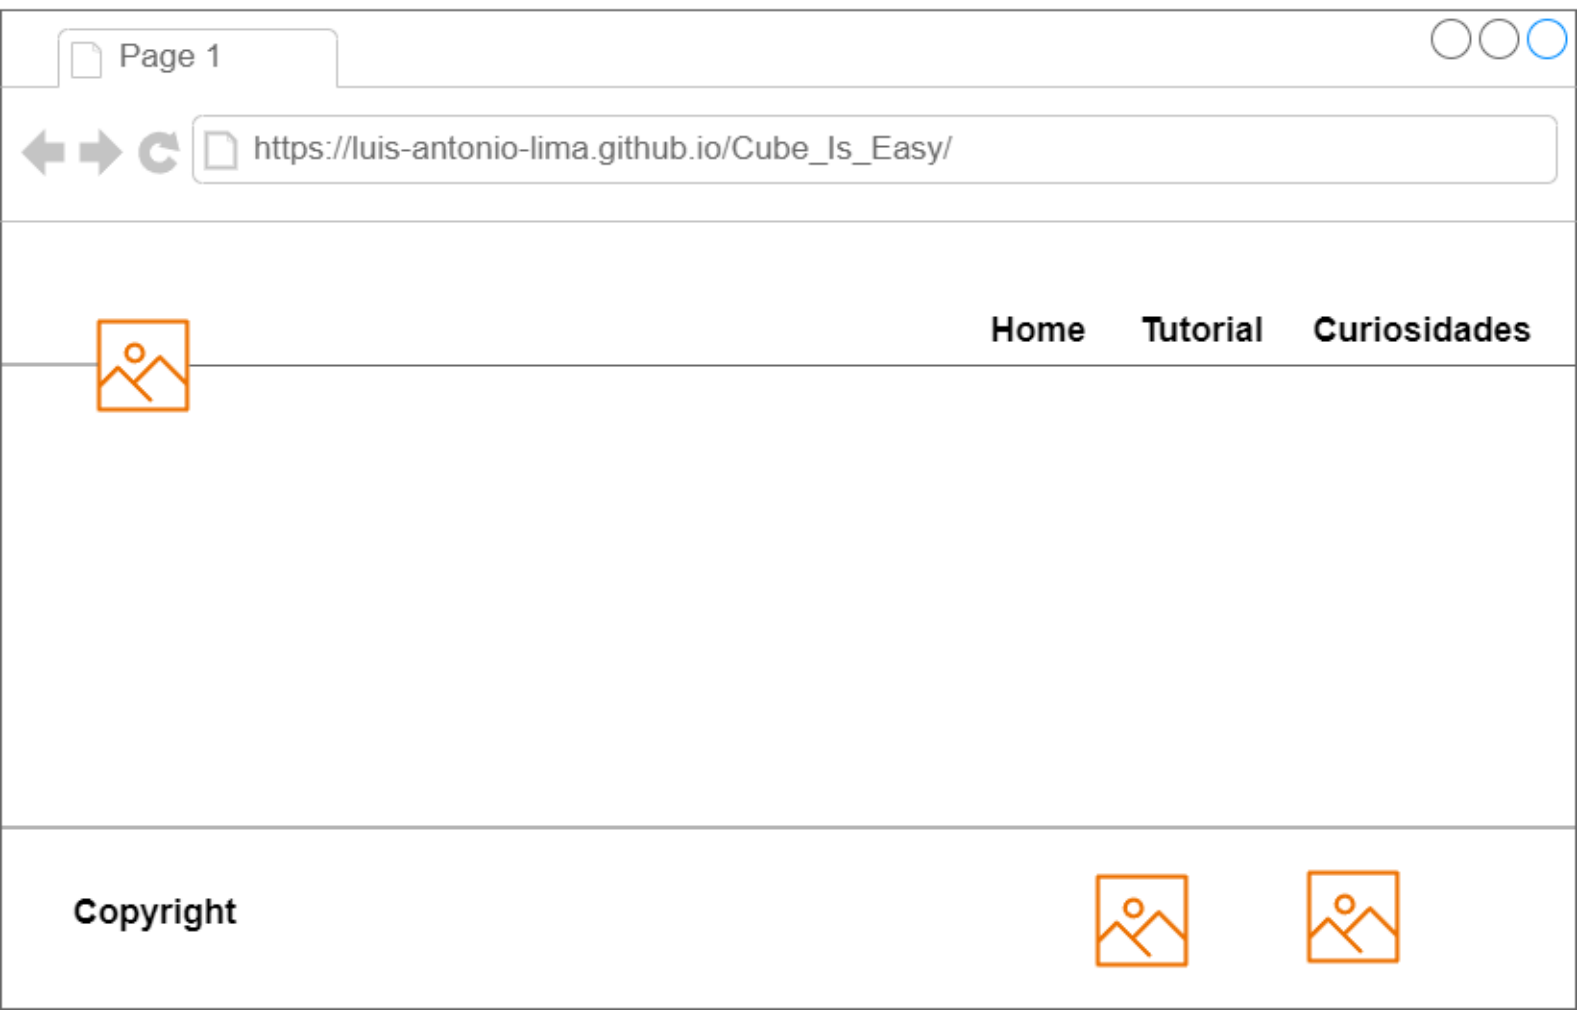 Page 1
https://luis-antonio-lima.github.io/Cube_Is_Easy/
Home Tutorial Curiosidades
Copyright